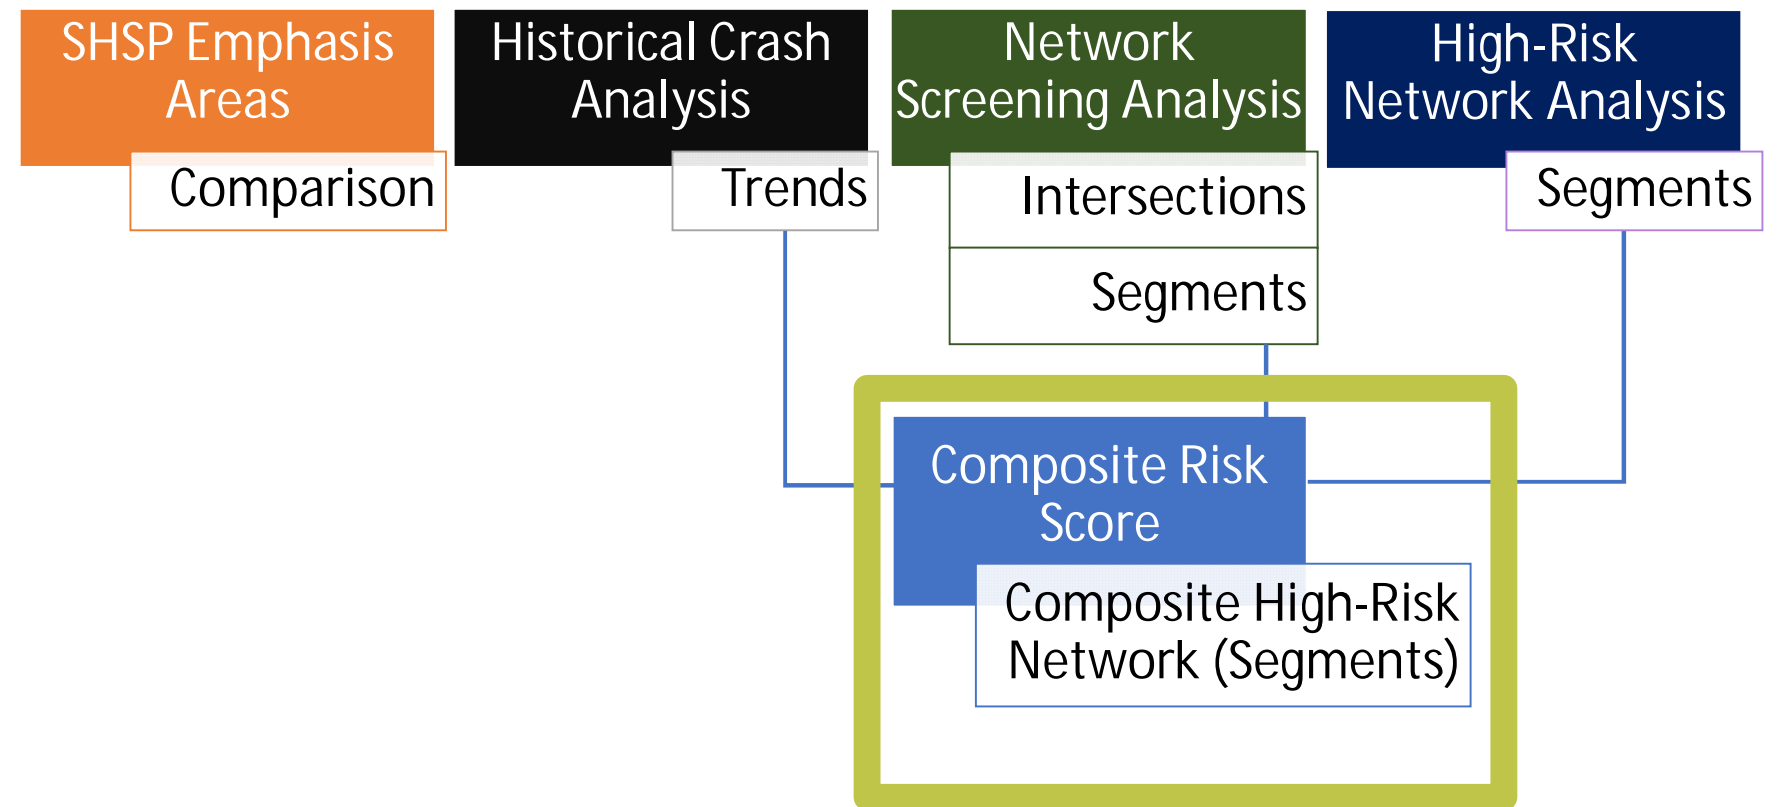 SHSP Emphasis
Areas
Comparison
Historical Crash
Analysis
Trends
Network
Screening Analysis
Intersections
Segments
High-Risk
Network Analysis
Segments
Composite Risk
Score
Composite High-Risk
Network (Segments)